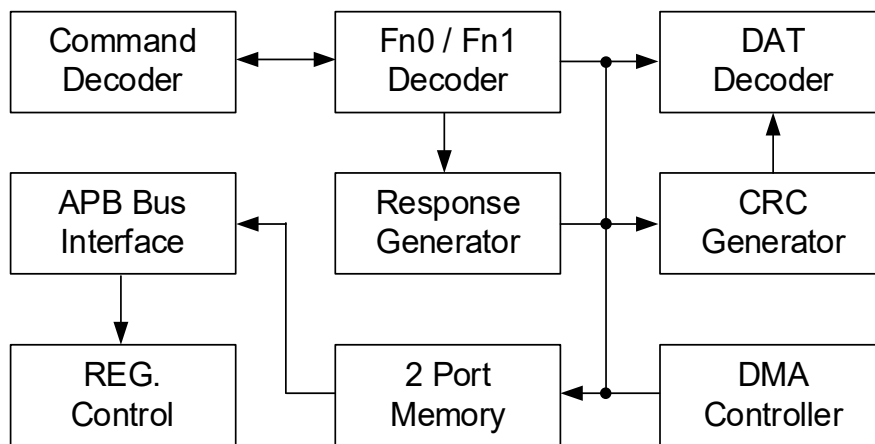 Command
Decoder
Fn0 / Fn1
Decoder
DAT
Decoder
APB Bus
Interface
Response
Generator
CRC
Generator
REG.
Control
2 Port
Memory
DMA
Controller